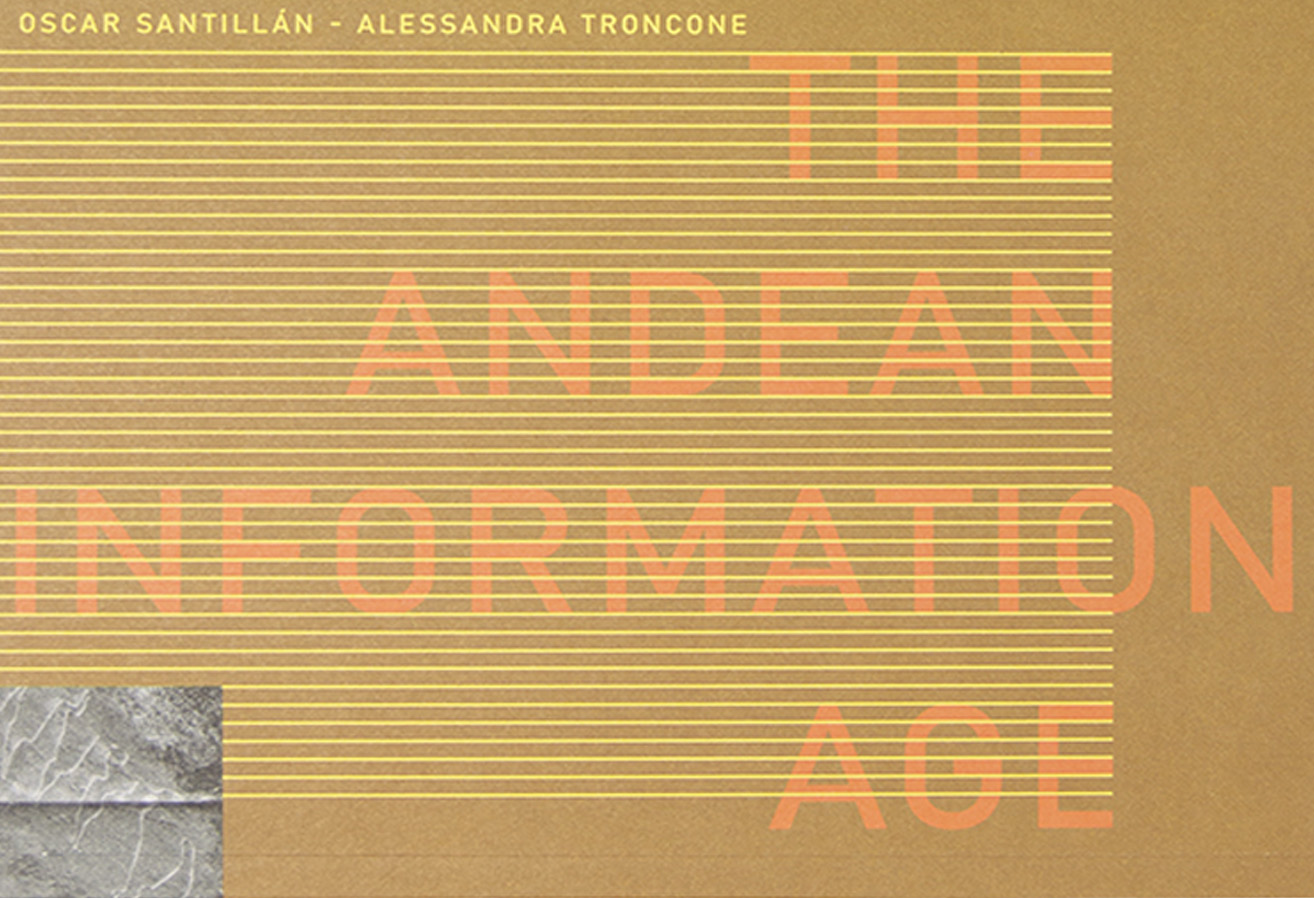 OSCAR SANTILLÁN - ALESSANDRA TRONCONE
THE
ANDEAN
INFORMATION
AGE